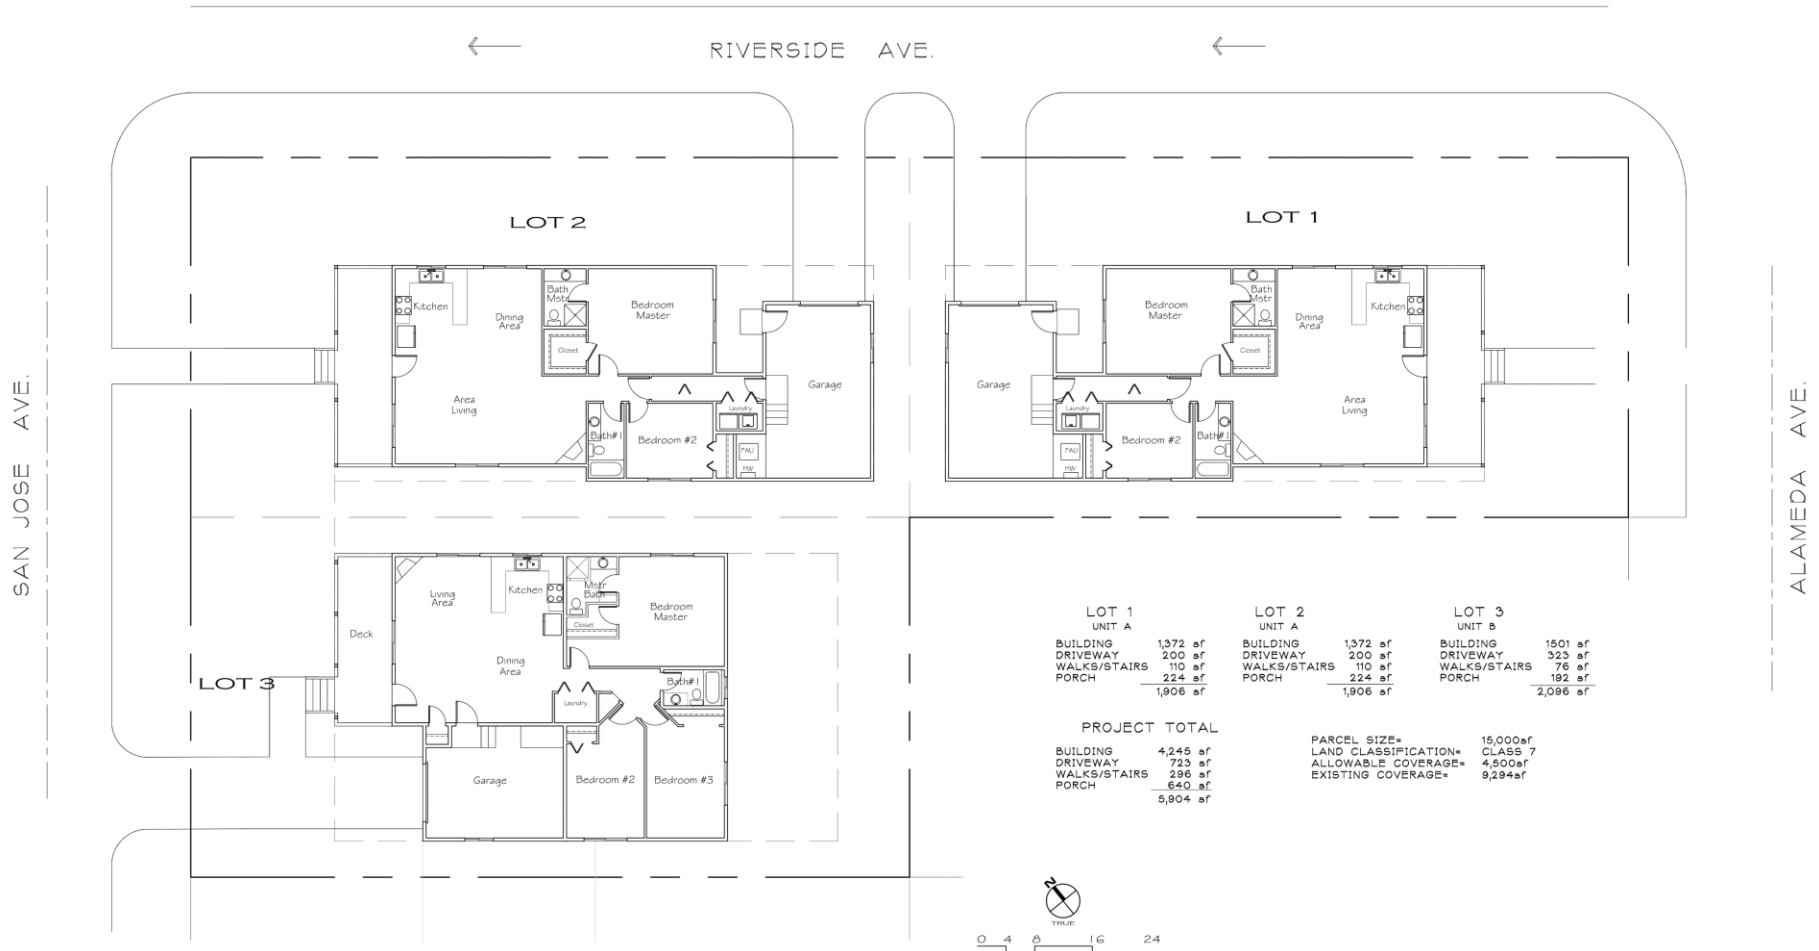 RIVERSIDE AVE.
LOT 2
LOT 1
SAN JOSE AVE.
ALAMEDA AVE.
Kitchen
Dining
Area
Bath
Mstr
Bedroom
Master
Closet
Garage
Area
Living
Laundry
Bath#1
Bedroom #2
FAU
HW
Bedroom
Master
Bath
Mstr
Dining
Area
Kitchen
Closet
Garage
Area
Living
Laundry
Bedroom #2
Bath#1
FAU
HW
LOT 3
Deck
Living
Area
Kitchen
Mstr
Bath
Bedroom
Master
Closet
Dining
Area
Bath#1
Laundry
Garage
Bedroom #2
Bedroom #3
LOT 1
UNIT A
BUILDING 1,372 sf
DRIVEWAY 200 sf
WALKS/STAIRS 110 sf
PORCH 224 sf
1,906 sf
LOT 2
UNIT A
BUILDING 1,372 sf
DRIVEWAY 200 sf
WALKS/STAIRS 110 sf
PORCH 224 sf
1,906 sf
LOT 3
UNIT B
BUILDING 1501 sf
DRIVEWAY 323 sf
WALKS/STAIRS 76 sf
PORCH 192 sf
2,096 sf
PROJECT TOTAL
BUILDING 4,245 sf
DRIVEWAY 723 sf
WALKS/STAIRS 296 sf
PORCH 640 sf
5,904 sf
PARCEL SIZE= 15,000sf
LAND CLASSIFICATION= CLASS 7
ALLOWABLE COVERAGE= 4,500sf
EXISTING COVERAGE= 9,294sf
N
TRUE
0 4 8 16 24